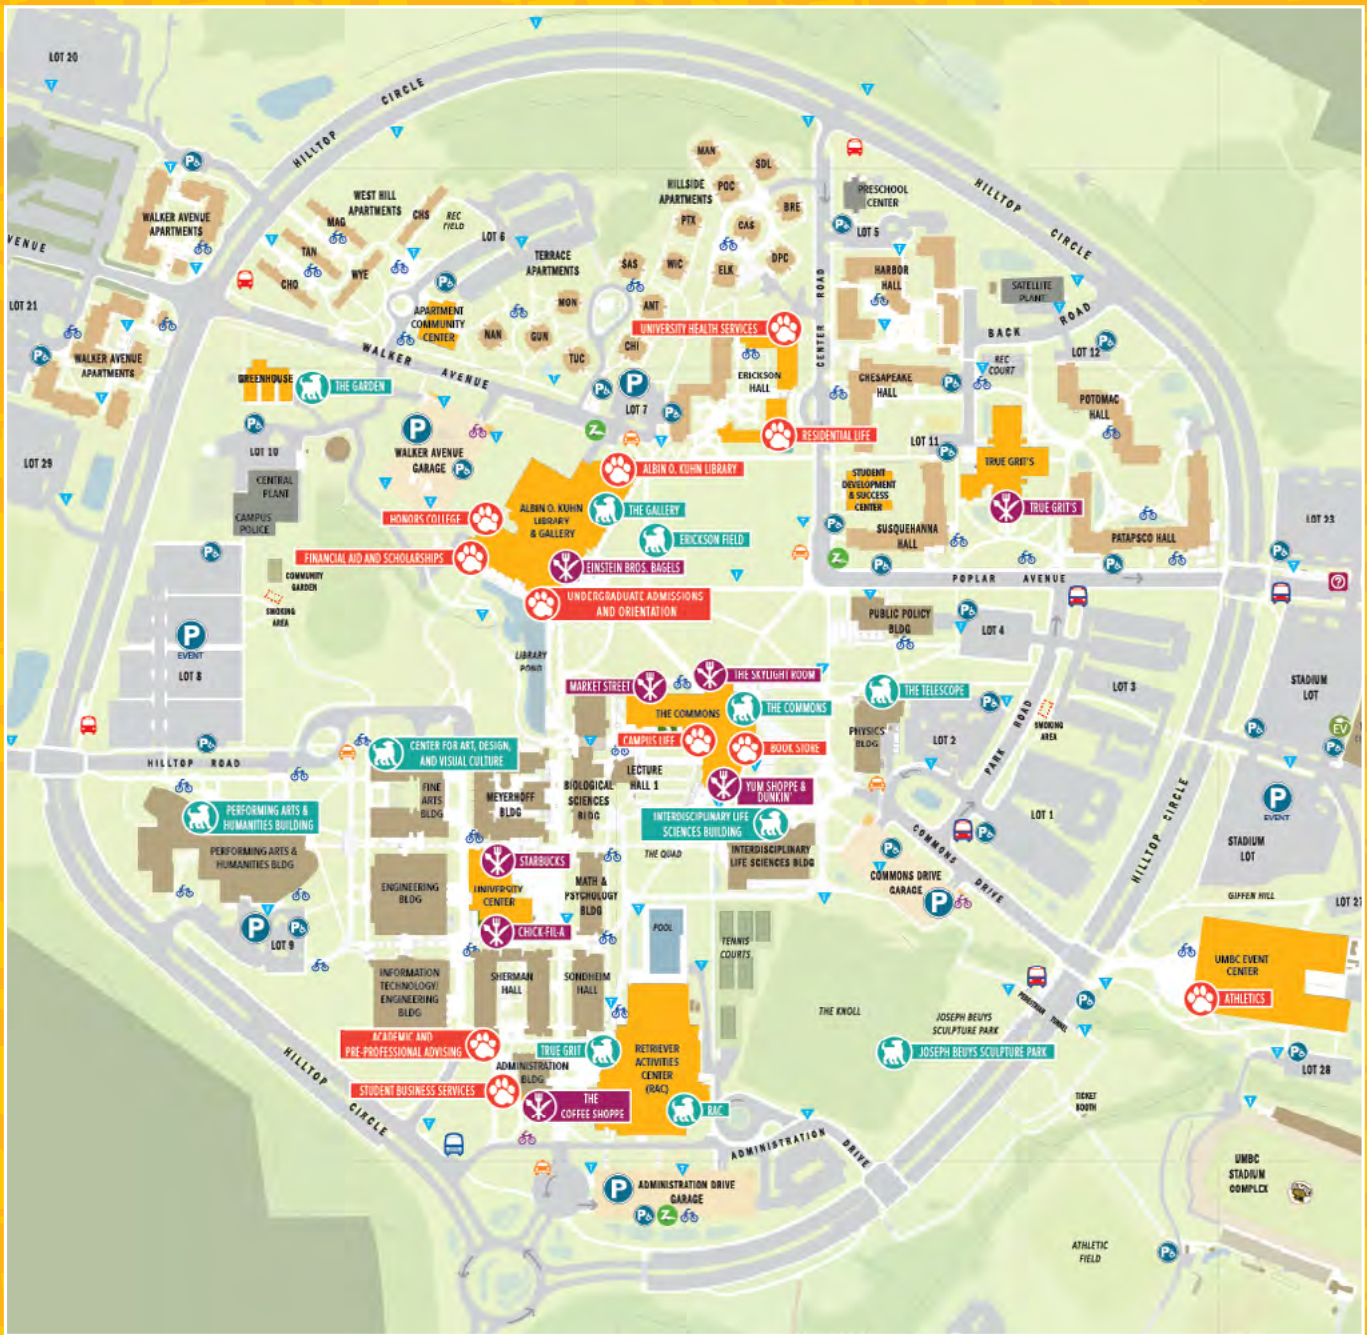 LOT 20
HILLTOP CIRCLE
MAN
SDL
HILLSIDE
APARTMENTS
POC
BRE
PRESCHOOL
CENTER
HILLTOP CIRCLE
WALKER AVENUE
APARTMENTS
WEST HILL
APARTMENTS
MAG
CHS
REC
FIELD
LOT 6
PTX
CAS
LOT 5
TAN
WYE
CHO
TERRACE
APARTMENTS
SAS
WIC
ELK
DPC
CENTER ROAD
HARBOR
HALL
SATELLITE
PLANT
BACK ROAD
VENUE
LOT 21
APARTMENT
COMMUNITY
CENTER
MON
ANT
NAN
GUN
CHI
TUC
UNIVERSITY HEALTH SERVICES
WALKER AVENUE
APARTMENTS
WALKER AVENUE
GREENHOUSE
THE GARDEN
P
LOT 7
ERICKSON
HALL
CHESAPEAKE
HALL
REC
COURT
LOT 12
POTOMAC
HALL
P
WALKER AVENUE
GARAGE
RESIDENTIAL LIFE
LOT 11
LOT 10
LOT 29
CENTRAL
PLANT
CAMPUS
POLICE
ALBIN O. KUHN LIBRARY
TRUE GRIT'S
STUDENT
DEVELOPMENT
& SUCCESS
CENTER
ALBIN O. KUHN
LIBRARY
& GALLERY
THE GALLERY
HONORS COLLEGE
TRUE GRIT'S
LOT 23
ERICKSON FIELD
SUSQUEHANNA
HALL
PATAPSCO HALL
FINANCIAL AID AND SCHOLARSHIPS
EINSTEIN BROS. BAGELS
COMMUNITY
GARDEN
SMOKING
AREA
POPLAR AVENUE
UNDERGRADUATE ADMISSIONS
AND ORIENTATION
PUBLIC POLICY
BLDG
LOT 4
P
EVENT
LOT 8
LIBRARY
POND
MARKET STREET
THE SKYLIGHT ROOM
THE TELESCOPE
LOT 3
STADIUM
LOT
THE COMMONS
THE COMMONS
PARK ROAD
SMOKING
AREA
EV
CAMPUS LIFE
BOOK STORE
PHYSICS
BLDG
LOT 2
HILLTOP ROAD
CENTER FOR ART, DESIGN,
AND VISUAL CULTURE
LECTURE
HALL 1
FINE
ARTS
BLDG
MEYERHOFF
BLDG
BIOLOGICAL
SCIENCES
BLDG
YUM SHOPPE &
DUNKIN'
LOT 1
HILLTOP CIRCLE
P
EVENT
PERFORMING ARTS &
HUMANITIES BUILDING
INTERDISCIPLINARY LIFE
SCIENCES BUILDING
STADIUM
LOT
PERFORMING ARTS &
HUMANITIES BLDG
STARBUCKS
THE QUAD
INTERDISCIPLINARY
LIFE SCIENCES BLDG
COMMONS DRIVE
COMMONS DRIVE
GARAGE
P
ENGINEERING
BLDG
UNIVERSITY
CENTER
MATH &
PSYCHOLOGY
BLDG
GIFFEN HILL
LOT 27
P
LOT 9
CHICK-FIL-A
POOL
TENNIS
COURTS
UMBC EVENT
CENTER
INFORMATION
TECHNOLOGY/
ENGINEERING
BLDG
SHERMAN
HALL
SONDHEIM
HALL
ATHLETICS
THE KNOLL
JOSEPH BEUYS
SCULPTURE PARK
PEDESTRIAN TUNNEL
ACADEMIC AND
PRE-PROFESSIONAL ADVISING
TRUE GRIT
RETRIEVER
ACTIVITIES
CENTER
(RAC)
JOSEPH BEUYS SCULPTURE PARK
ADMINISTRATION
BLDG
LOT 28
STUDENT BUSINESS SERVICES
THE
COFFEE SHOPPE
RAC
TICKET
BOOTH
HILLTOP CIRCLE
ADMINISTRATION DRIVE
P
ADMINISTRATION DRIVE
GARAGE
UMBC
STADIUM
COMPLEX
ATHLETIC
FIELD